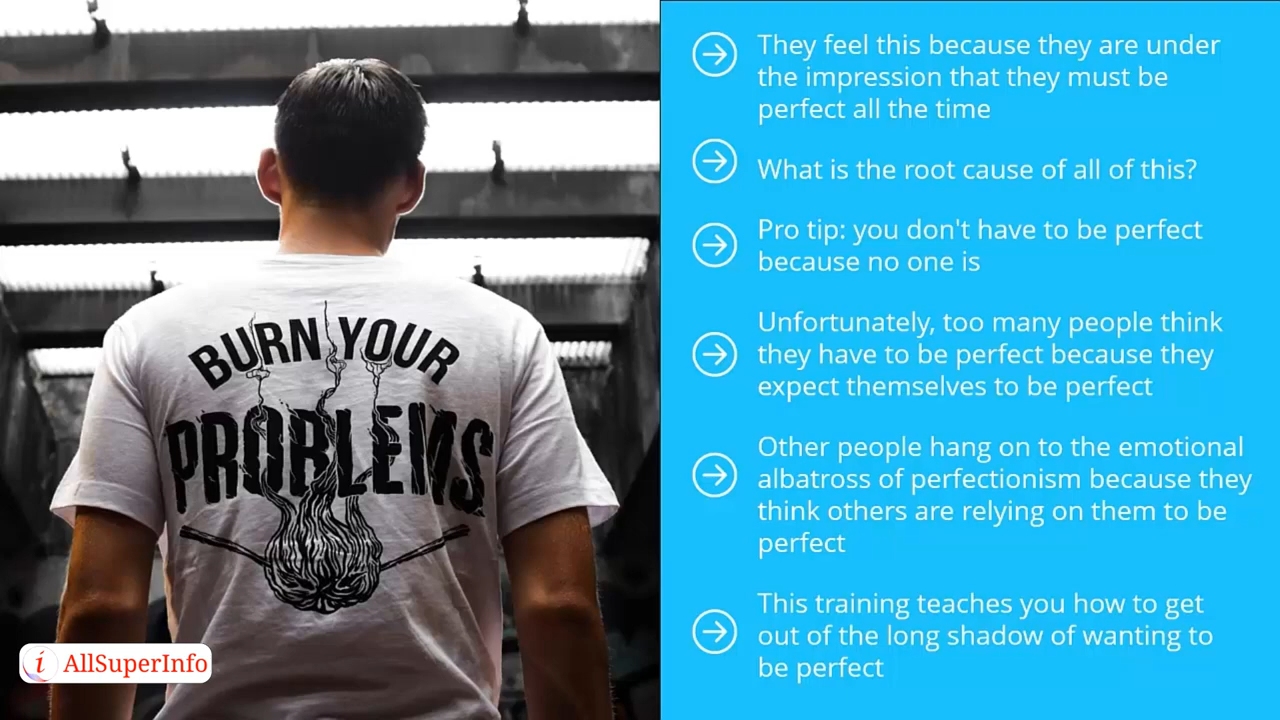 BURN YOUR
PROBLEMS
i AllSuperInfo
They feel this because they are under
the impression that they must be
perfect all the time
What is the root cause of all of this?
Pro tip: you don't have to be perfect
because no one is
Unfortunately, too many people think
they have to be perfect because they
expect themselves to be perfect
Other people hang on to the emotional
albatross of perfectionism because they
think others are relying on them to be
perfect
This training teaches you how to get
out of the long shadow of wanting to
be perfect